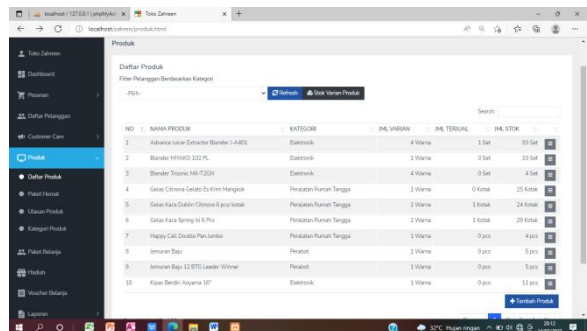 localhost / 127.0.0.1 | phpMyAd
Toko Zahreen
localhost/zahreen/produk.html
Toko Zahreen
Dashboard
Pesanan
Daftar Pelanggan
Customer Care
Produk
Daftar Produk
Paket Hemat
Ulasan Produk
Kategori Produk
Paket Belanja
Hadiah
Voucher Belanja
Laporan
Produk
Daftar Produk
Filter Pelanggan Berdasarkan Kategori
-Pilih-
Refresh
Stok Varian Produk
Search:
NO NAMA PRODUK KATEGORI JML VARIAN JML TERJUAL JML STOK
1 Advance Juicer Extractor Blender J-A401 Elektronik 4 Warna 1 Set 93 Set
2 Blander MIYAKO 102 PL Elektronik 1 Warna 0 Set 10 Set
3 Blender Trisonic MX-T2GN Elektronik 4 Warna 0 Set 4 Set
4 Gelas Citinova Gelato Es Krim Mangkok Peralatan Rumah Tangga 1 Warna 0 Kotak 25 Kotak
5 Gelas Kaca Dublin Citinova 6 pcs/ kotak Peralatan Rumah Tangga 1 Warna 1 Kotak 24 Kotak
6 Gelas Kaca Spring Isi 6 Pcs Peralatan Rumah Tangga 1 Warna 1 Kotak 29 Kotak
7 Happy Call Double Pan Jumbo Peralatan Rumah Tangga 1 Warna 0 pcs 4 pcs
8 Jemuran Baju Perabot 1 Warna 0 pcs 5 pcs
9 Jemuran Baju 12 BTG Leader Winner Perabot 1 Warna 0 pcs 5 pcs
10 Kipas Berdiri Aoyama 16" Elektronik 1 Warna 0 pcs 11 pcs
Tambah Produk
32°C Hujan ringan
20:12